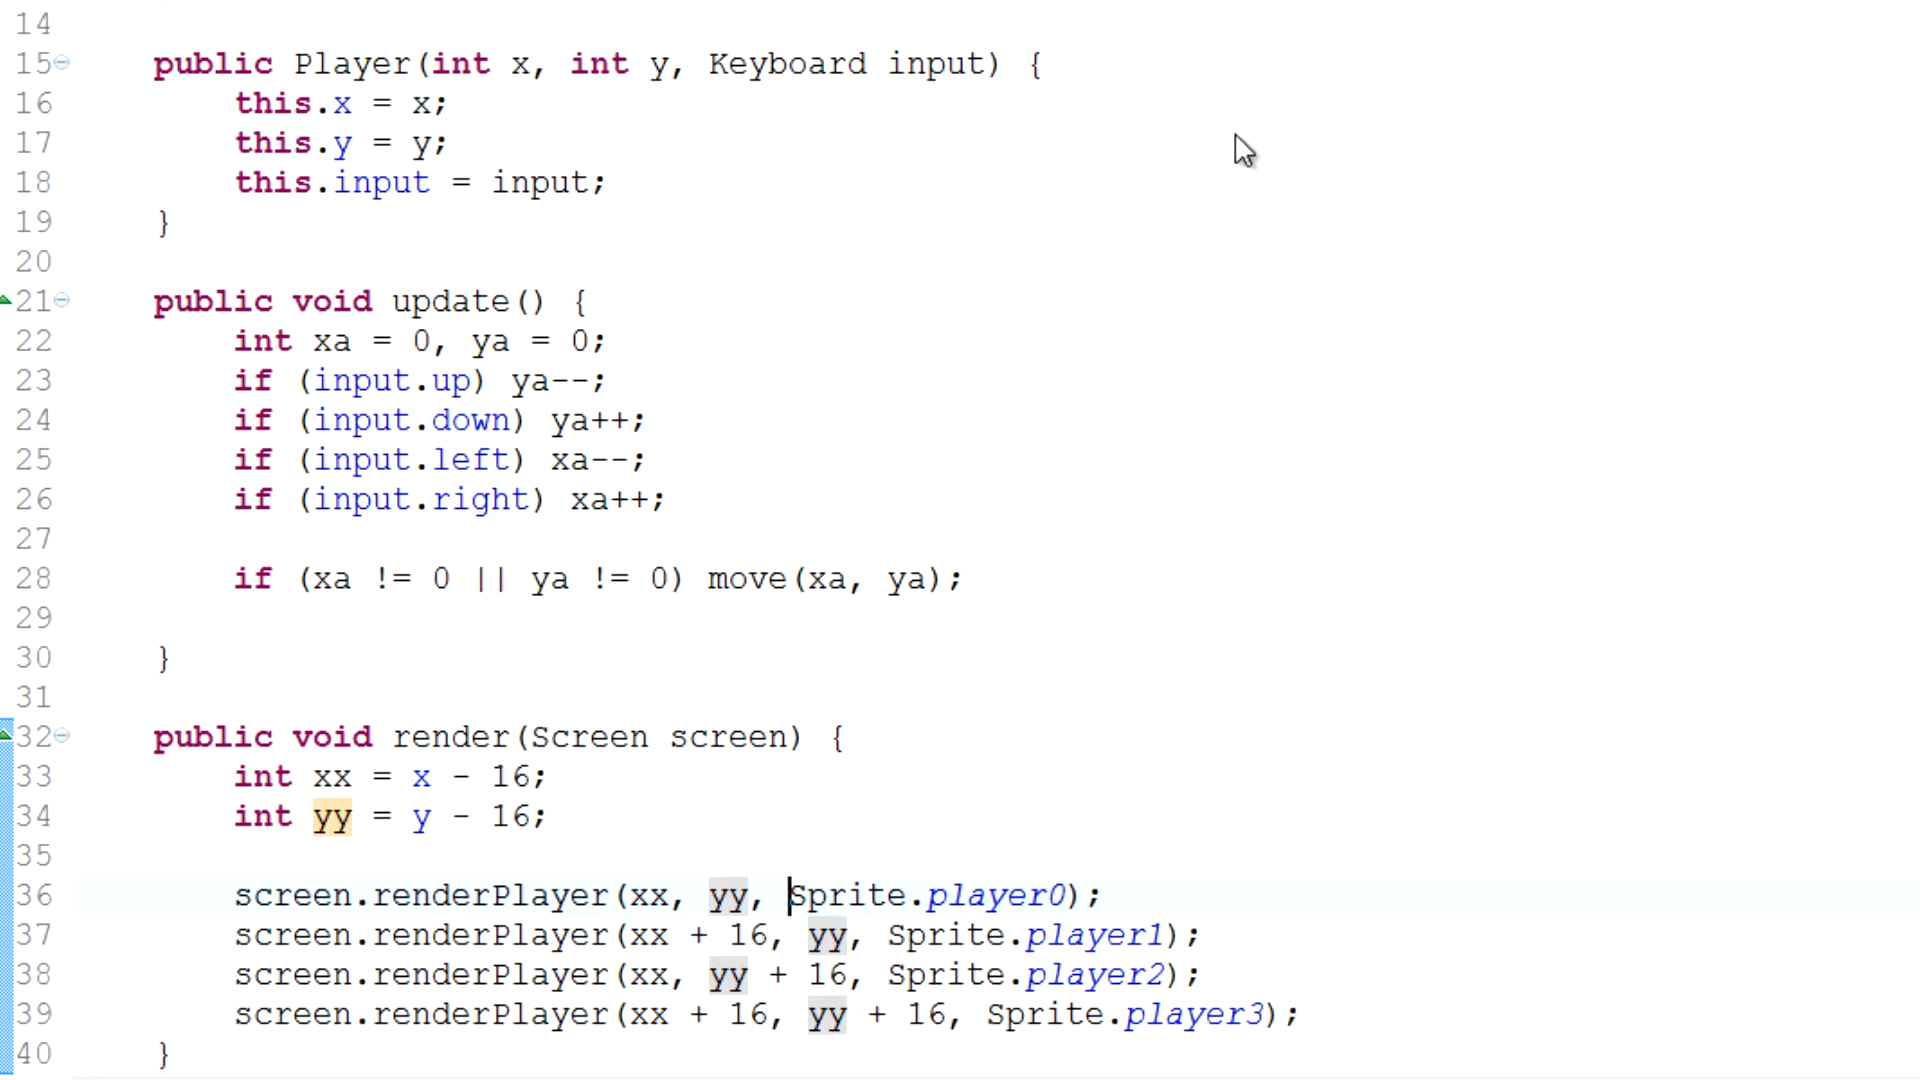 14
15 public Player(int x, int y, Keyboard input) {
16 this.x = x;
17 this.y = y;
18 this.input = input;
19 }
20
21 public void update() {
22 int xa = 0, ya = 0;
23 if (input.up) ya--;
24 if (input.down) ya++;
25 if (input.left) xa--;
26 if (input.right) xa++;
27
28 if (xa != 0 || ya != 0) move(xa, ya);
29
30 }
31
32 public void render(Screen screen) {
33 int xx = x - 16;
34 int yy = y - 16;
35
36 screen.renderPlayer(xx, yy, Sprite.player0);
37 screen.renderPlayer(xx + 16, yy, Sprite.player1);
38 screen.renderPlayer(xx, yy + 16, Sprite.player2);
39 screen.renderPlayer(xx + 16, yy + 16, Sprite.player3);
40 }